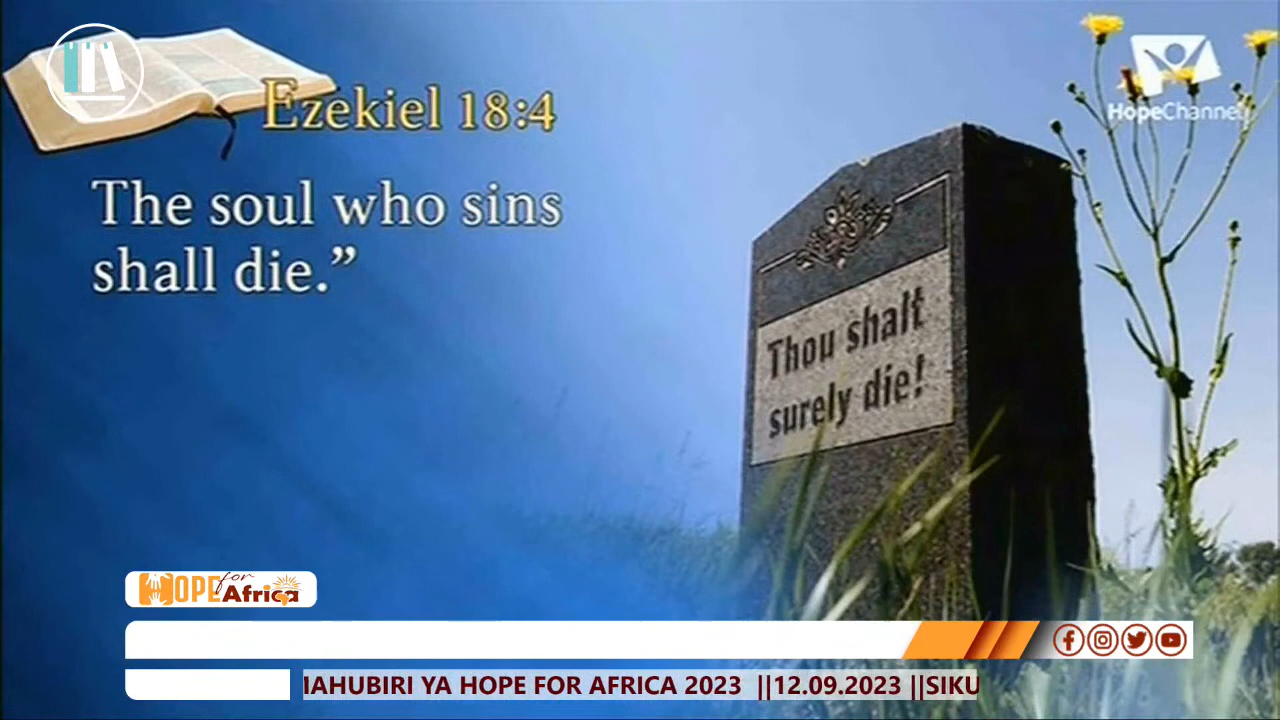 Ezekiel 18:4
HopeChannel
The soul who sins
shall die.”
Thou shalt
surely die!
HOPE for
Africa
IAHUBIRI YA HOPE FOR AFRICA 2023 ||12.09.2023 ||SIKU